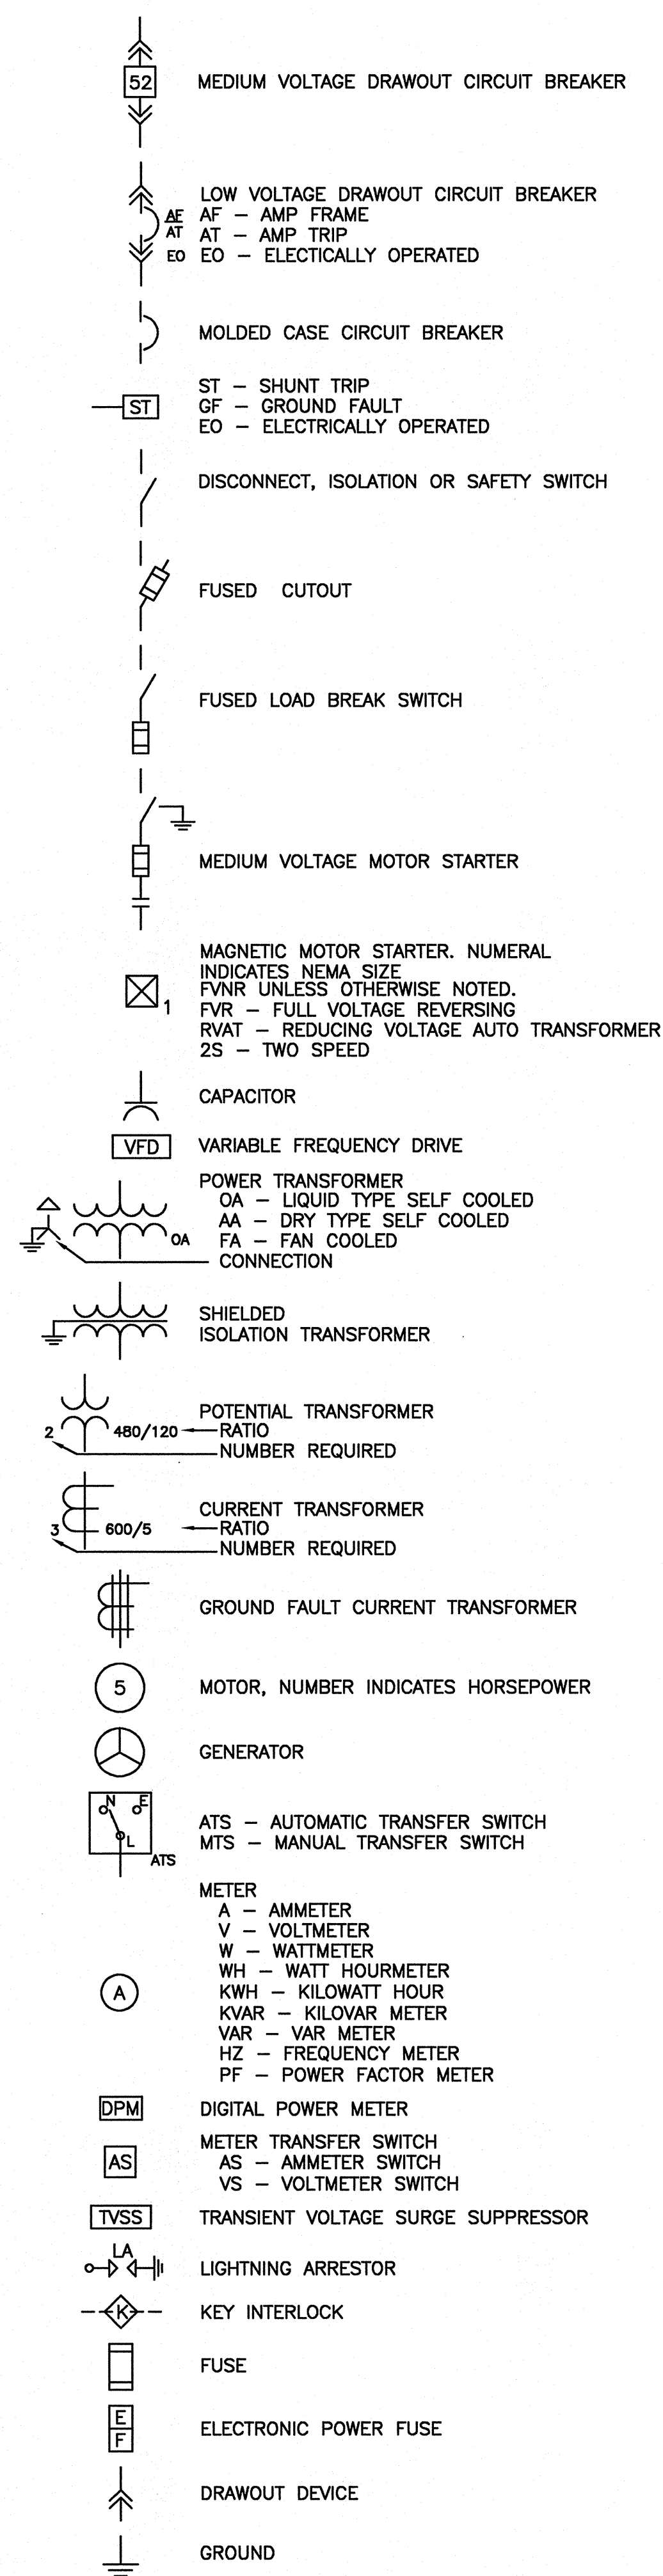 52 MEDIUM VOLTAGE DRAWOUT CIRCUIT BREAKER
LOW VOLTAGE DRAWOUT CIRCUIT BREAKER
AF AF – AMP FRAME
AT AT – AMP TRIP
EO EO – ELECTICALLY OPERATED
MOLDED CASE CIRCUIT BREAKER
ST – SHUNT TRIP
ST GF – GROUND FAULT
EO – ELECTRICALLY OPERATED
DISCONNECT, ISOLATION OR SAFETY SWITCH
FUSED CUTOUT
FUSED LOAD BREAK SWITCH
MEDIUM VOLTAGE MOTOR STARTER
MAGNETIC MOTOR STARTER. NUMERAL
INDICATES NEMA SIZE
FVNR UNLESS OTHERWISE NOTED.
1 FVR – FULL VOLTAGE REVERSING
RVAT – REDUCING VOLTAGE AUTO TRANSFORMER
2S – TWO SPEED
CAPACITOR
VFD VARIABLE FREQUENCY DRIVE
POWER TRANSFORMER
OA – LIQUID TYPE SELF COOLED
AA – DRY TYPE SELF COOLED
OA FA – FAN COOLED
CONNECTION
SHIELDED
ISOLATION TRANSFORMER
POTENTIAL TRANSFORMER
2 480/120 RATIO
NUMBER REQUIRED
CURRENT TRANSFORMER
3 600/5 RATIO
NUMBER REQUIRED
GROUND FAULT CURRENT TRANSFORMER
5 MOTOR, NUMBER INDICATES HORSEPOWER
GENERATOR
N E
ATS – AUTOMATIC TRANSFER SWITCH
L MTS – MANUAL TRANSFER SWITCH
ATS
METER
A – AMMETER
V – VOLTMETER
W – WATTMETER
WH – WATT HOURMETER
A KWH – KILOWATT HOUR
KVAR – KILOVAR METER
VAR – VAR METER
HZ – FREQUENCY METER
PF – POWER FACTOR METER
DPM DIGITAL POWER METER
METER TRANSFER SWITCH
AS AS – AMMETER SWITCH
VS – VOLTMETER SWITCH
TVSS TRANSIENT VOLTAGE SURGE SUPPRESSOR
LA
LIGHTNING ARRESTOR
K KEY INTERLOCK
FUSE
E
F ELECTRONIC POWER FUSE
DRAWOUT DEVICE
GROUND